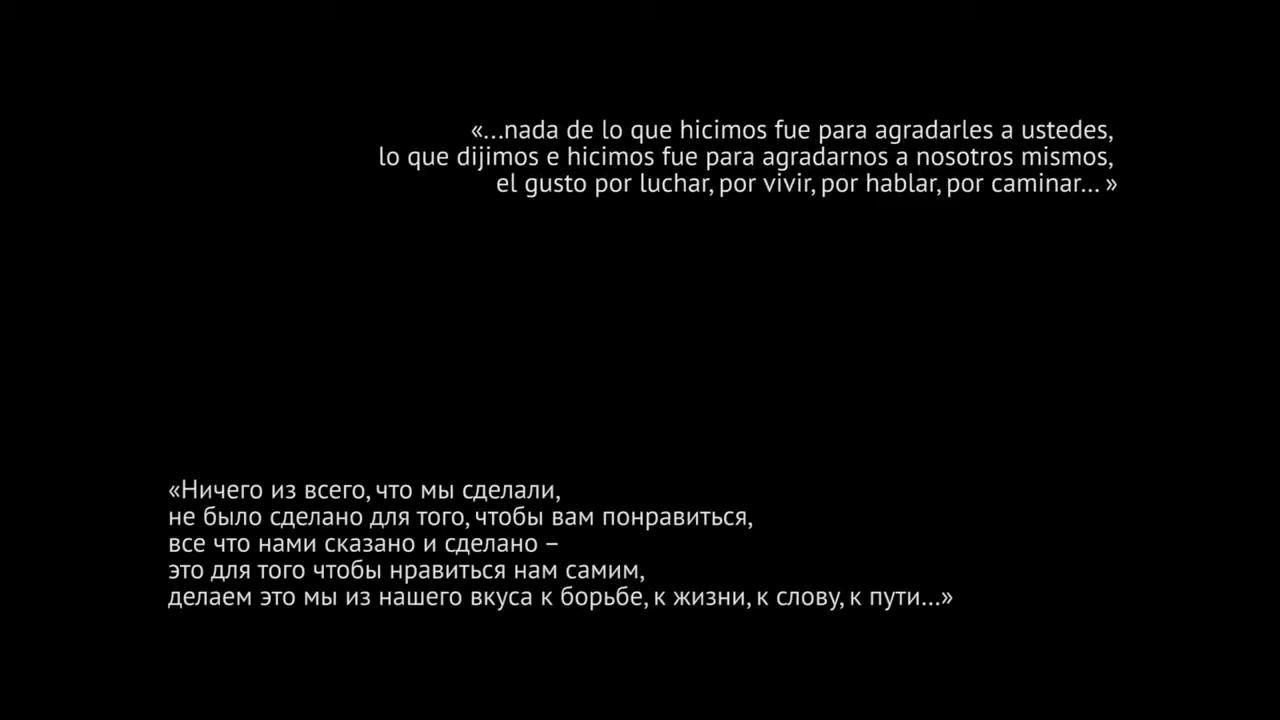 «...nada de lo que hicimos fue para agradarles a ustedes,
lo que dijimos e hicimos fue para agradarnos a nosotros mismos,
el gusto por luchar, por vivir, por hablar, por caminar... »
«Ничего из всего, что мы сделали,
не было сделано для того, чтобы вам понравиться,
все что нами сказано и сделано –
это для того чтобы нравиться нам самим,
делаем это мы из нашего вкуса к борьбе, к жизни, к слову, к пути...»